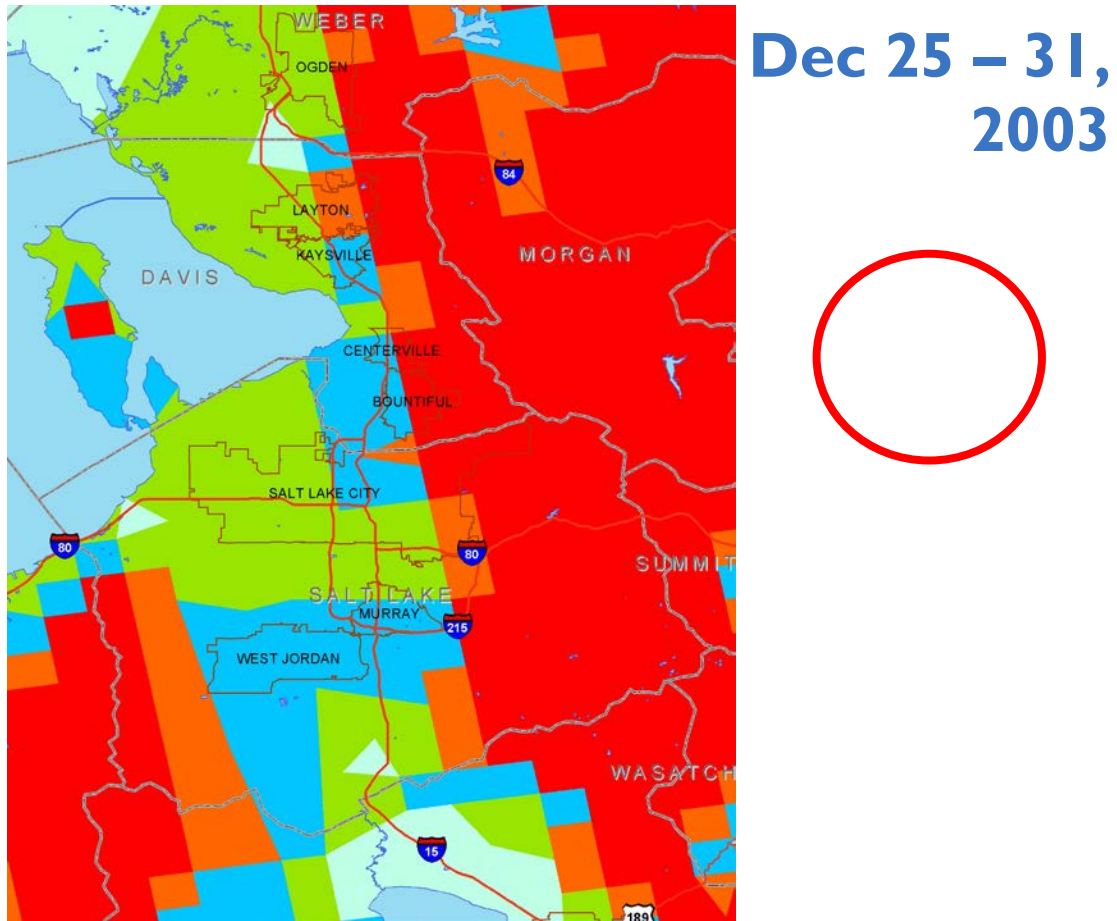 Dec 25 – 31,
2003
WEBER
OGDEN
84
LAYTON
KAYSVILLE
MORGAN
DAVIS
CENTERVILLE
BOUNTIFUL
SALT LAKE CITY
80
80
SUMMIT
SALT LAKE
MURRAY
215
WEST JORDAN
WASATCH
15
189